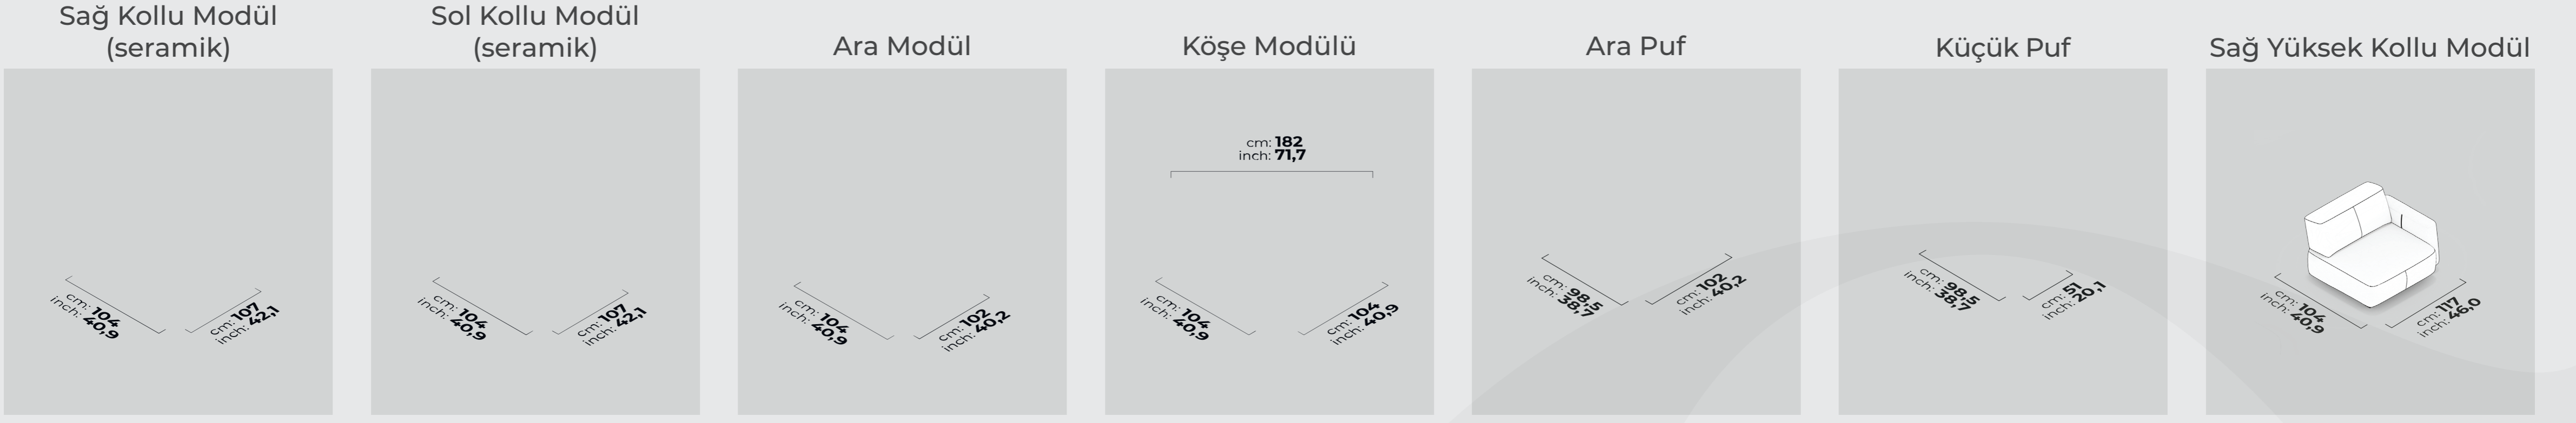 Sağ Kollu Modül
(seramik)
cm: 104
inch: 40,9
cm: 107
inch: 42,1
Sol Kollu Modül
(seramik)
cm: 104
inch: 40,9
cm: 107
inch: 42,1
Ara Modül
cm: 104
inch: 40,9
cm: 102
inch: 40,2
Köşe Modülü
cm: 182
inch: 71,7
cm: 104
inch: 40,9
cm: 104
inch: 40,9
Ara Puf
cm: 98,5
inch: 38,7
cm: 102
inch: 40,2
Küçük Puf
cm: 98,5
inch: 38,7
cm: 51
inch: 20,1
Sağ Yüksek Kollu Modül
cm: 104
inch: 40,9
cm: 117
inch: 46,0